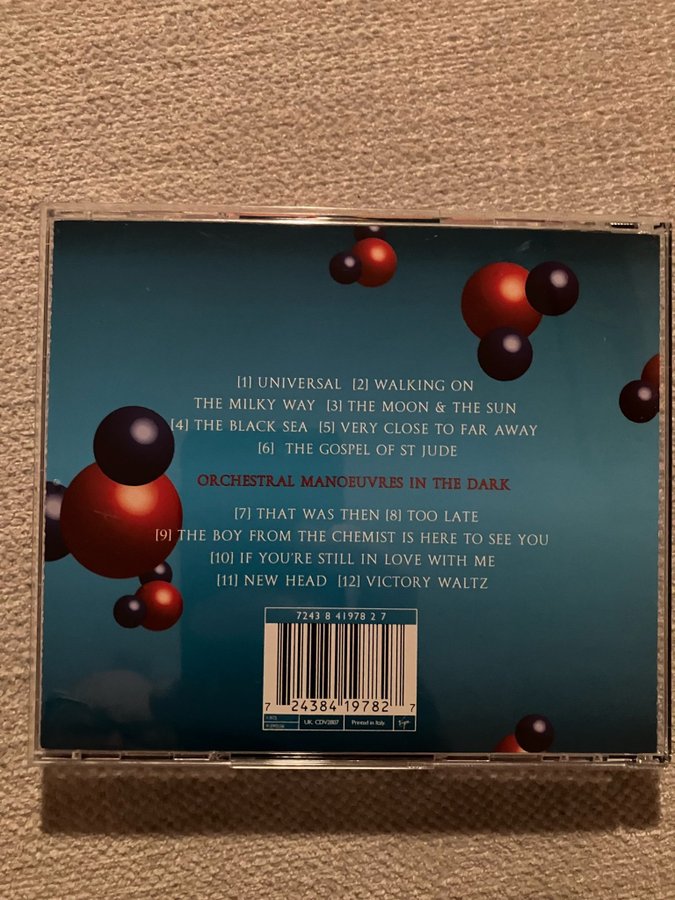 [1] UNIVERSAL [2] WALKING ON
THE MILKY WAY [3] THE MOON & THE SUN
[4] THE BLACK SEA [5] VERY CLOSE TO FAR AWAY
[6] THE GOSPEL OF ST JUDE
ORCHESTRAL MANOEUVRES IN THE DARK
[7] THAT WAS THEN [8] TOO LATE
[9] THE BOY FROM THE CHEMIST IS HERE TO SEE YOU
[10] IF YOU'RE STILL IN LOVE WITH ME
[11] NEW HEAD [12] VICTORY WALTZ
7243 8 41978 2 7
7 24384 19782 7
UK: CDV2807 Printed in Italy.